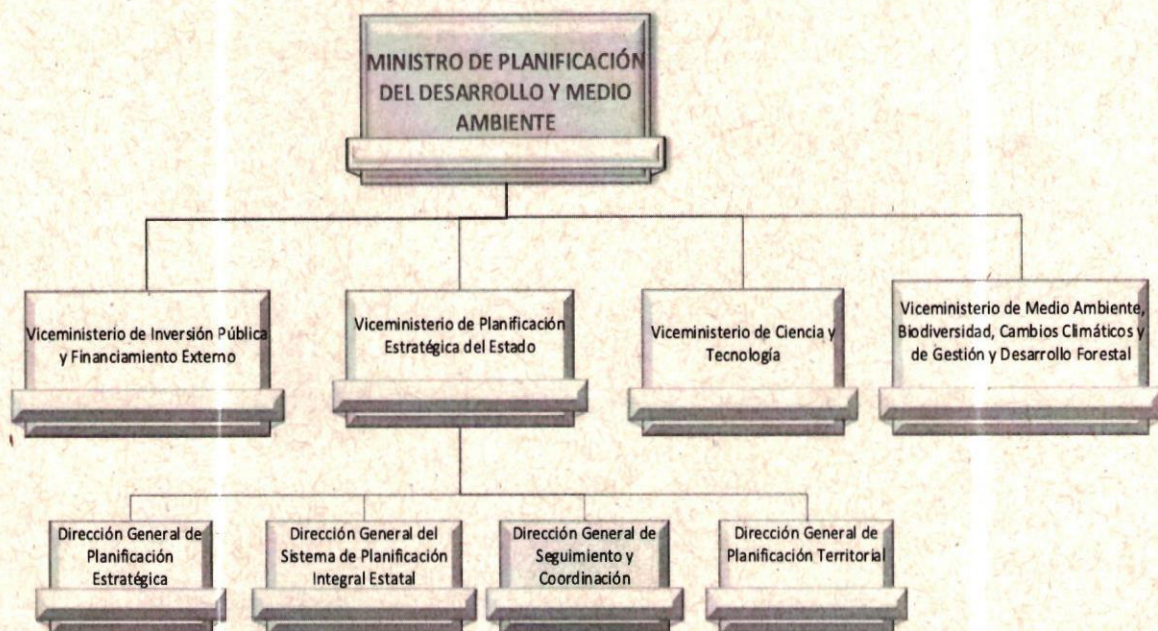 MINISTRO DE PLANIFICACIÓN
DEL DESARROLLO Y MEDIO
AMBIENTE
Viceministerio de Inversión Pública
y Financiamiento Externo
Viceministerio de Planificación
Estratégica del Estado
Viceministerio de Ciencia y
Tecnología
Viceministerio de Medio Ambiente,
Biodiversidad, Cambios Climáticos y
de Gestión y Desarrollo Forestal
Dirección General de
Planificación
Estratégica
Dirección General del
Sistema de Planificación
Integral Estatal
Dirección General de
Seguimiento y
Coordinación
Dirección General de
Planificación Territorial